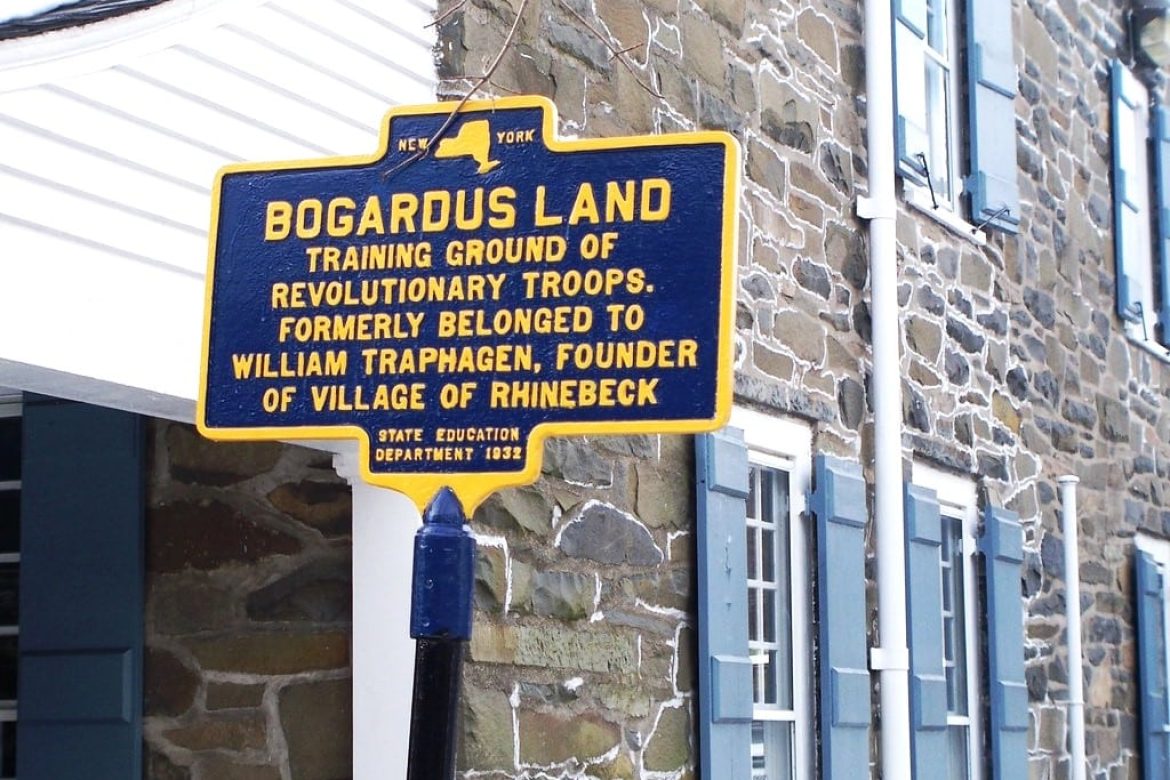 NEW YORK
BOGARDUS LAND
TRAINING GROUND OF
REVOLUTIONARY TROOPS.
FORMERLY BELONGED TO
WILLIAM TRAPHAGEN, FOUNDER
OF VILLAGE OF RHINEBECK
STATE EDUCATION
DEPARTMENT 1932